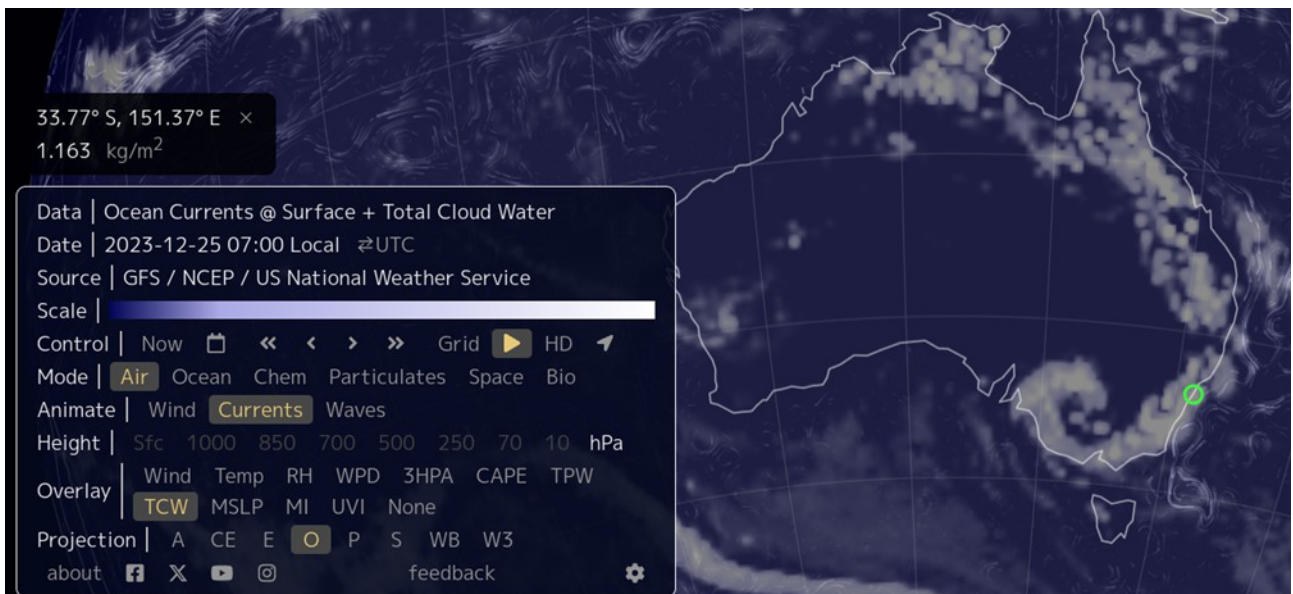 33.77° S, 151.37° E ×
1.163 kg/m²
Data | Ocean Currents @ Surface + Total Cloud Water
Date | 2023-12-25 07:00 Local ⇄UTC
Source | GFS / NCEP / US National Weather Service
Scale |
Control | Now « ‹ › » Grid HD
Mode | Air Ocean Chem Particulates Space Bio
Animate | Wind Currents Waves
Height | Sfc 1000 850 700 500 250 70 10 hPa
Overlay | Wind Temp RH WPD 3HPA CAPE TPW
TCW MSLP MI UVI None
Projection | A CE E O P S WB W3
about feedback